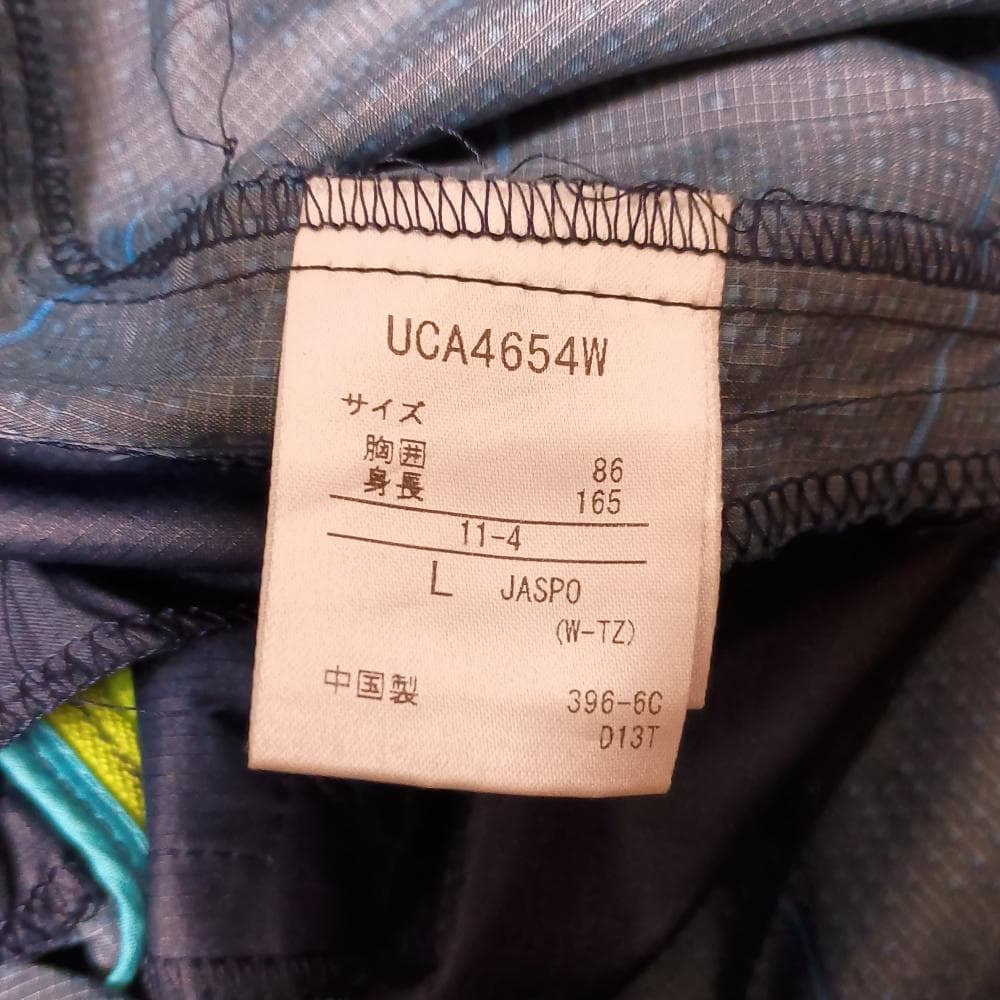 UCA4654W
サイズ
胸囲 86
身長 165
11-4
L JASPO
(W-TZ)
中国製 396-6C
D13T